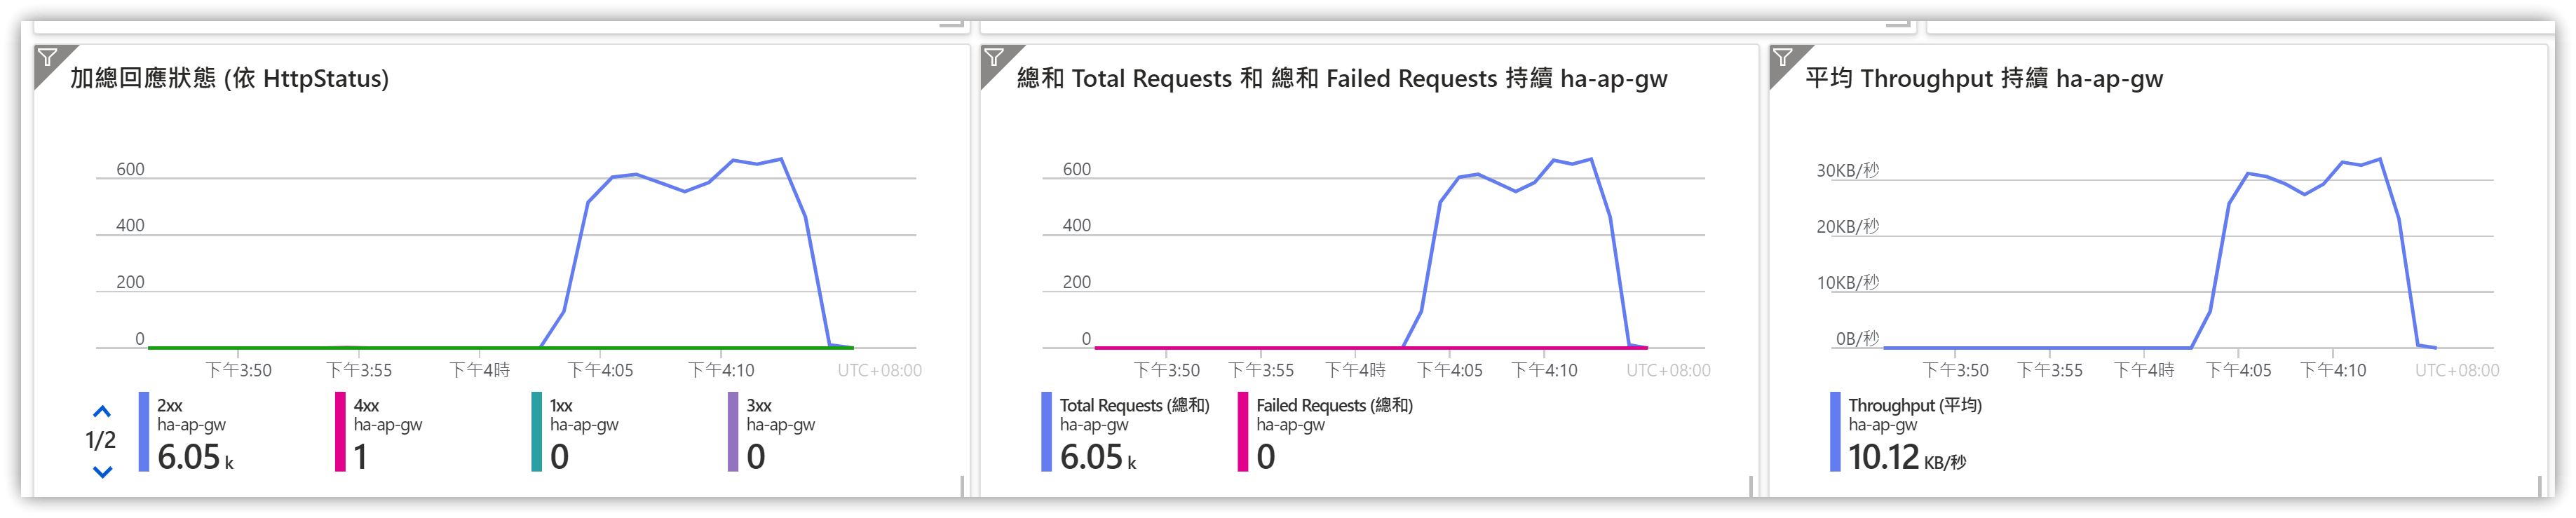 加總回應狀態 (依 HttpStatus)
600
400
200
0
下午3:50 下午3:55 下午4時 下午4:05 下午4:10 UTC+08:00
1/2
2xx
ha-ap-gw
6.05 k
4xx
ha-ap-gw
1
1xx
ha-ap-gw
0
3xx
ha-ap-gw
0
總和 Total Requests 和 總和 Failed Requests 持續 ha-ap-gw
600
400
200
0
下午3:50 下午3:55 下午4時 下午4:05 下午4:10 UTC+08:00
Total Requests (總和)
ha-ap-gw
6.05 k
Failed Requests (總和)
ha-ap-gw
0
平均 Throughput 持續 ha-ap-gw
30KB/秒
20KB/秒
10KB/秒
0B/秒
下午3:50 下午3:55 下午4時 下午4:05 下午4:10 UTC+08:00
Throughput (平均)
ha-ap-gw
10.12 KB/秒